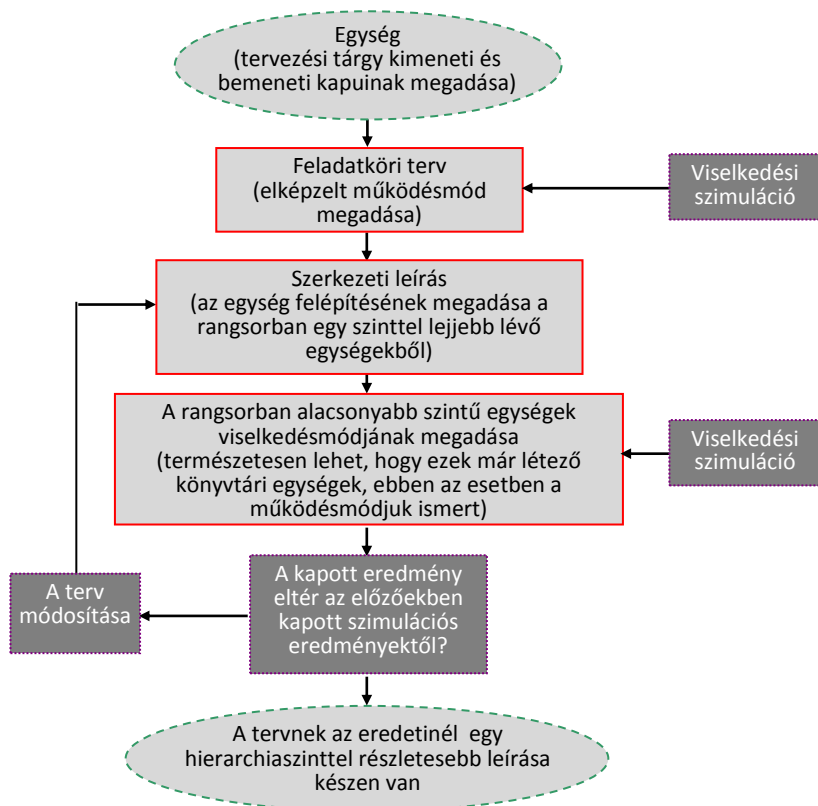 Egység
(tervezési tárgy kimeneti és
bemeneti kapuinak megadása)
Feladatköri terv
(elképzelt működésmód
megadása)
Viselkedési
szimuláció
Szerkezeti leírás
(az egység felépítésének megadása a
rangsorban egy szinttel lejjebb lévő
egységekből)
A rangsorban alacsonyabb szintű egységek
viselkedésmódjának megadása
(természetesen lehet, hogy ezek már létező
könyvtári egységek, ebben az esetben a
működésmódjuk ismert)
Viselkedési
szimuláció
A kapott eredmény
eltér az előzőekben
kapott szimulációs
eredményektől?
A terv
módosítása
A tervnek az eredetinél egy
hierarchiaszinttel részletesebb leírása
készen van